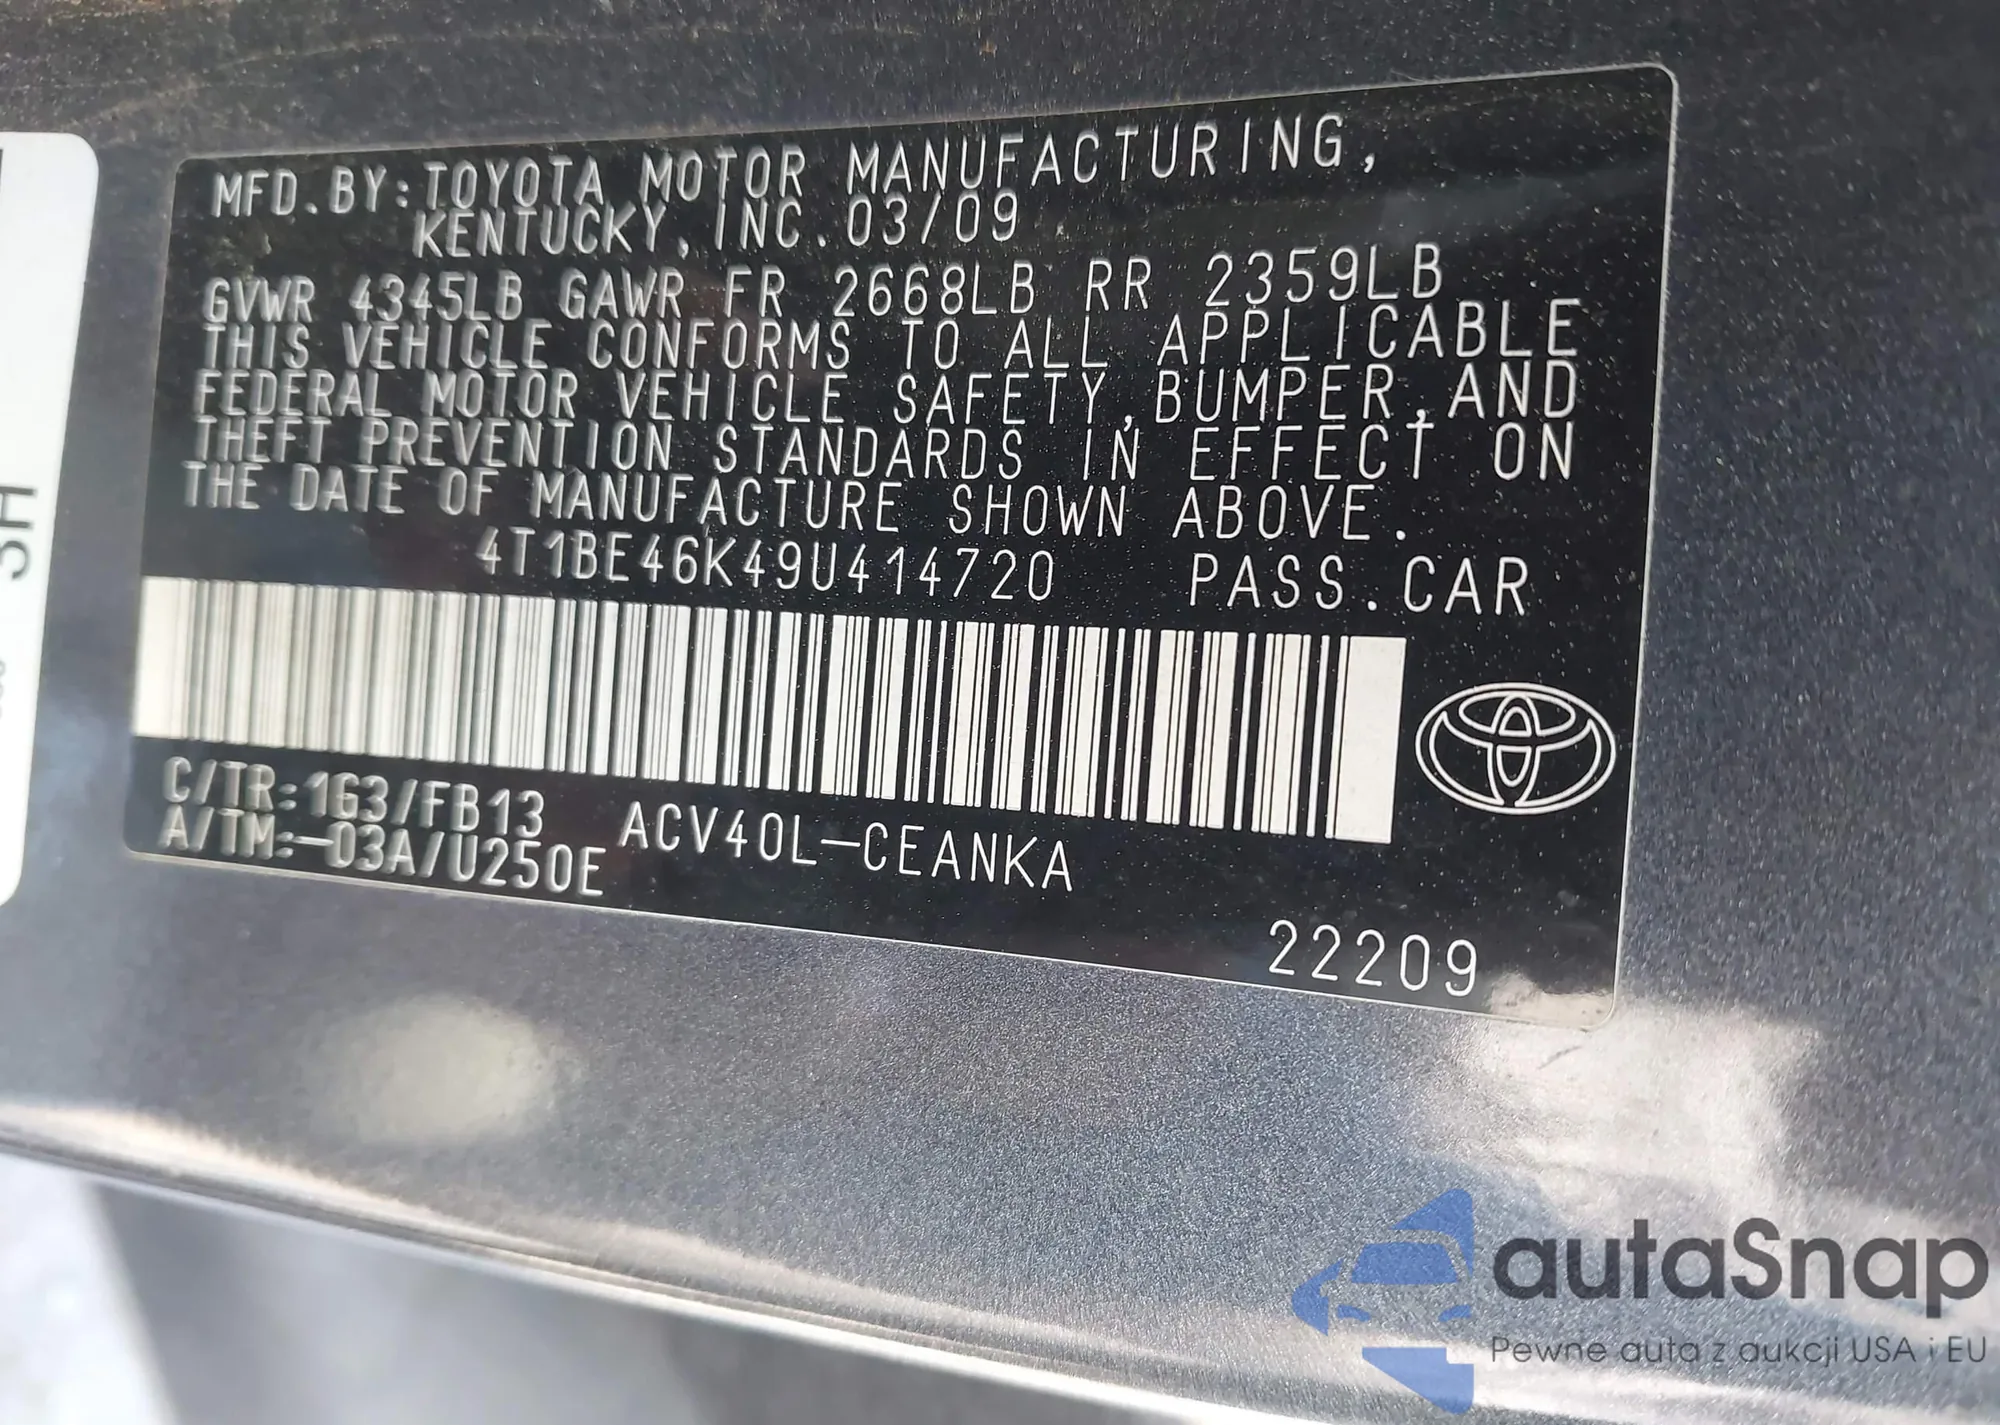 MFD.BY:TOYOTA MOTOR MANUFACTURING,
KENTUCKY, INC. 03/09
GVWR 4345LB GAWR FR 2668LB RR 2359LB
THIS VEHICLE CONFORMS TO ALL APPLICABLE
FEDERAL MOTOR VEHICLE SAFETY,BUMPER,AND
THEFT PREVENTION STANDARDS IN EFFECT ON
THE DATE OF MANUFACTURE SHOWN ABOVE.
4T1BE46K49U414720 PASS.CAR
C/TR:1G3/FB13 ACV40L-CEANKA
A/TM:-03A/U250E
22209
autaSnap
Pewne auta z aukcji USA i EU